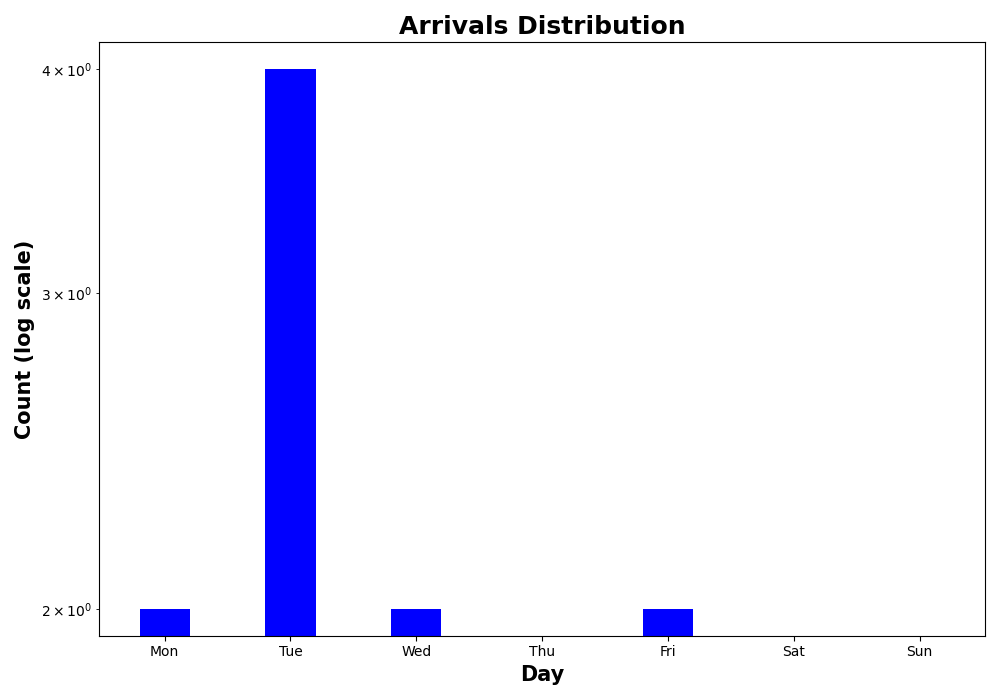 Arrivals Distribution
Count (log scale)
4 × 10⁰
3 × 10⁰
2 × 10⁰
Mon Tue Wed Thu Fri Sat Sun
Day